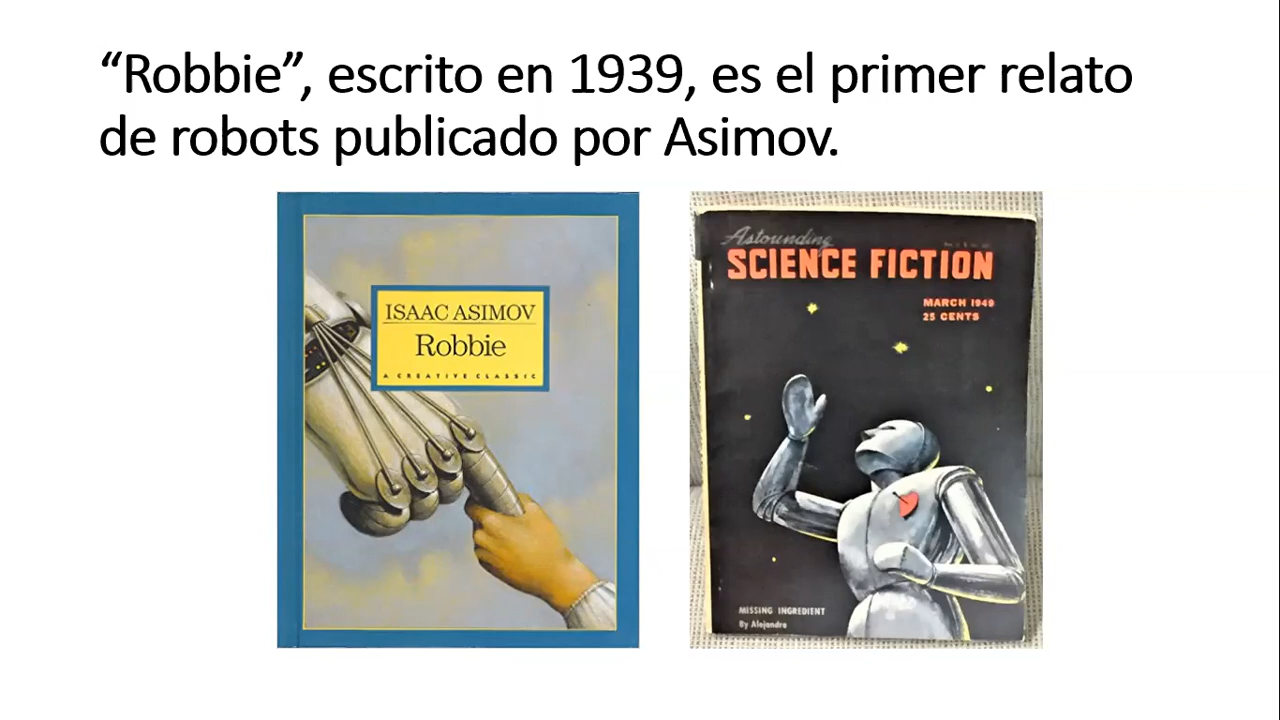 “Robbie”, escrito en 1939, es el primer relato
de robots publicado por Asimov.
ISAAC ASIMOV
Robbie
A CREATIVE CLASSIC
Astounding
SCIENCE FICTION
MARCH 1949
25 CENTS
MISSING INGREDIENT
By Alejandro